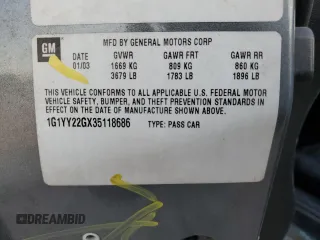 GM
MFD BY GENERAL MOTORS CORP
DATE GVWR GAWR FRT GAWR RR
01/03 1669 KG 809 KG 860 KG
3679 LB 1783 LB 1896 LB
THIS VEHICLE CONFORMS TO ALL APPLICABLE U.S. FEDERAL MOTOR
VEHICLE SAFETY, BUMPER, AND THEFT PREVENTION STANDARDS IN
EFFECT ON THE DATE OF MANUFACTURE SHOWN ABOVE.
1G1YY22GX35118686 TYPE: PASS CAR
DREAMBID